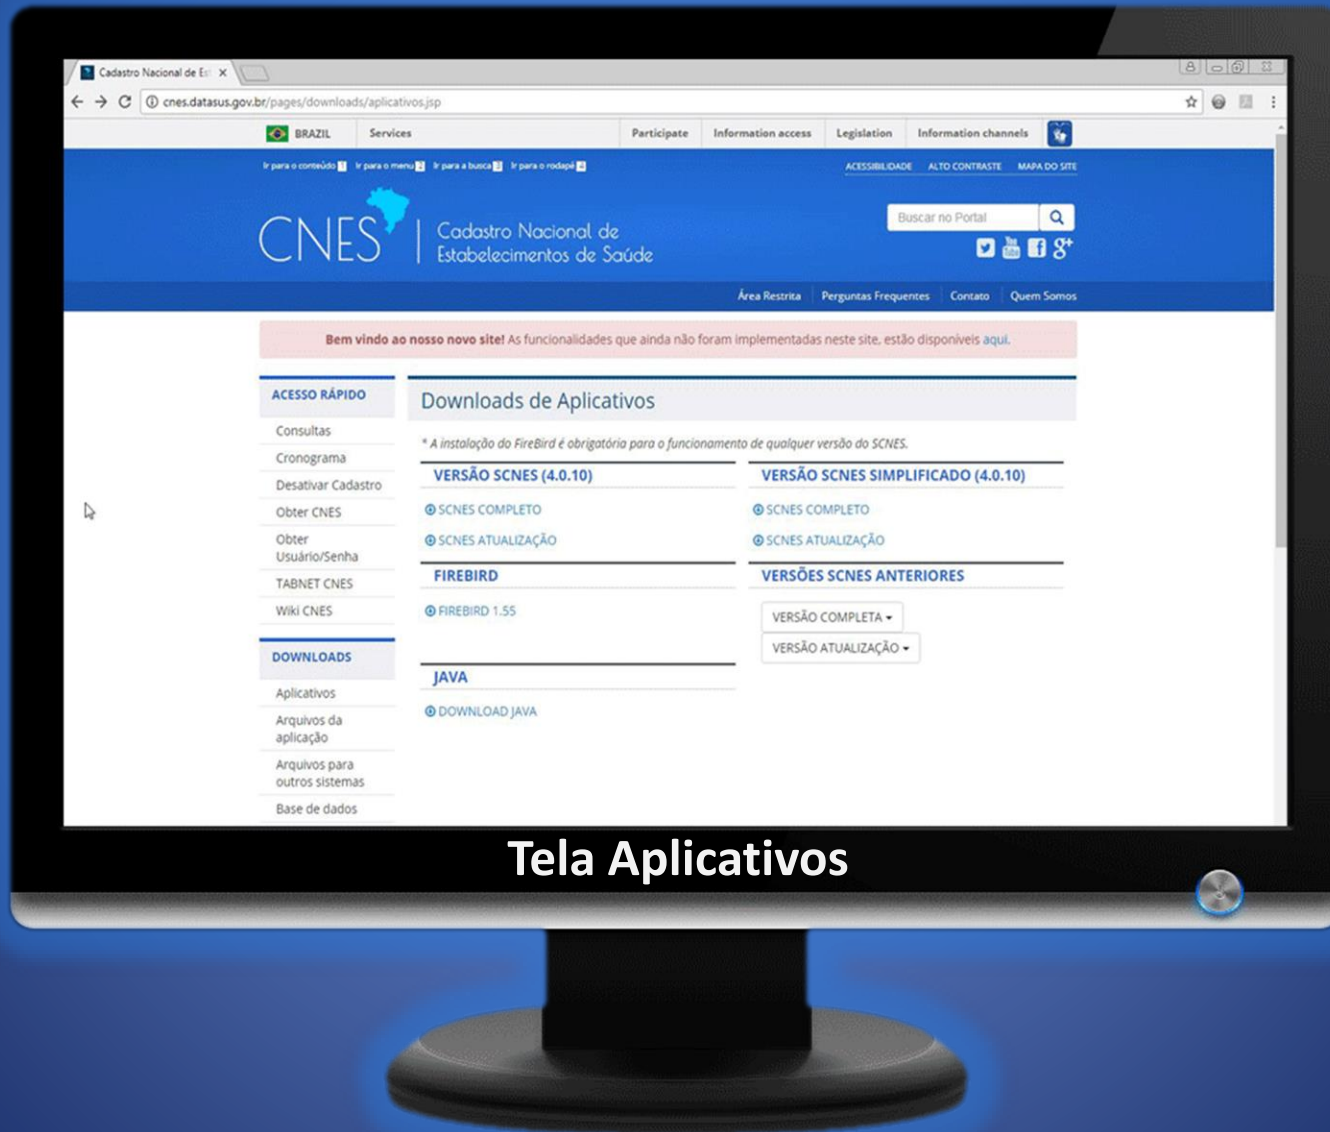 Cadastro Nacional de Es
cnes.datasus.gov.br/pages/downloads/aplicativos.jsp
BRAZIL Services Participate Information access Legislation Information channels
Ir para o conteúdo 1 Ir para o menu 2 Ir para a busca 3 Ir para o rodapé 4 ACESSIBILIDADE ALTO CONTRASTE MAPA DO SITE
CNES Cadastro Nacional de
Estabelecimentos de Saúde
Buscar no Portal
You Tube f g+
Área Restrita Perguntas Frequentes Contato Quem Somos
Bem vindo ao nosso novo site! As funcionalidades que ainda não foram implementadas neste site, estão disponíveis aqui.
ACESSO RÁPIDO
Consultas
Cronograma
Desativar Cadastro
Obter CNES
Obter
Usuário/Senha
TABNET CNES
Wiki CNES
DOWNLOADS
Aplicativos
Arquivos da
aplicação
Arquivos para
outros sistemas
Base de dados
Downloads de Aplicativos
* A instalação do FireBird é obrigatória para o funcionamento de qualquer versão do SCNES.
VERSÃO SCNES (4.0.10)
SCNES COMPLETO
SCNES ATUALIZAÇÃO
VERSÃO SCNES SIMPLIFICADO (4.0.10)
SCNES COMPLETO
SCNES ATUALIZAÇÃO
FIREBIRD
FIREBIRD 1.55
VERSÕES SCNES ANTERIORES
VERSÃO COMPLETA
VERSÃO ATUALIZAÇÃO
JAVA
DOWNLOAD JAVA
Tela Aplicativos